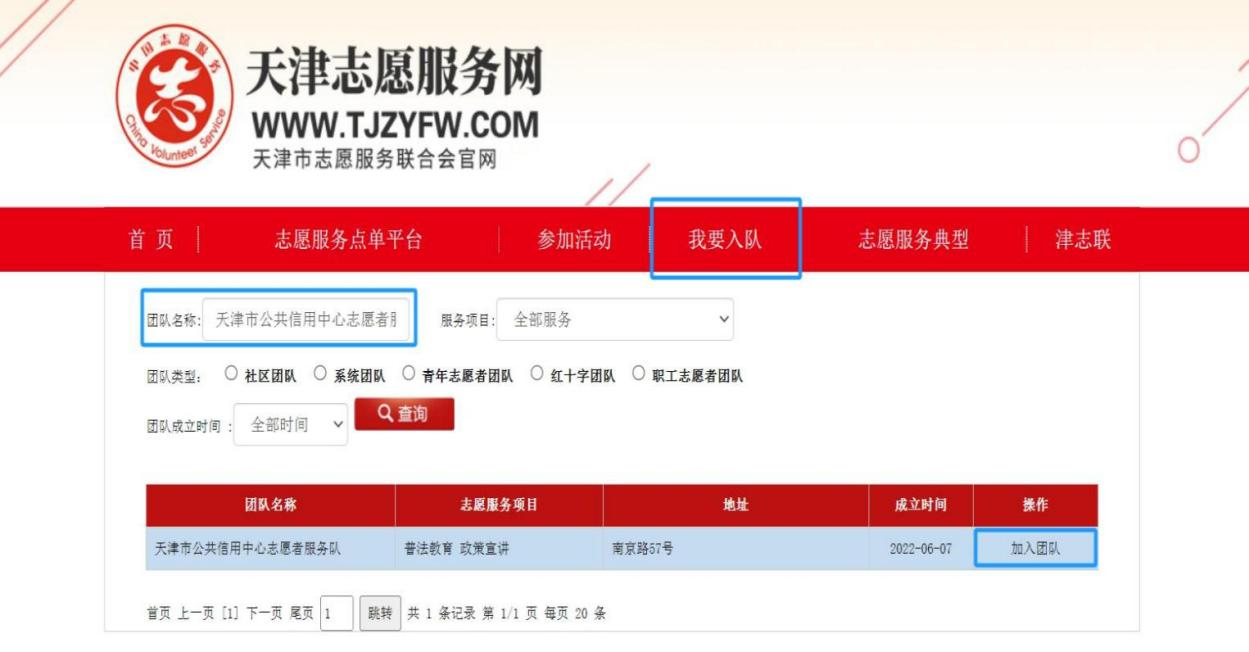 中国志愿服务
China Volunteer Service
天津志愿服务网
WWW.TJZYFW.COM
天津市志愿服务联合会官网
首 页 志愿服务点单平台 参加活动 我要入队 志愿服务典型 津志联
团队名称: 天津市公共信用中心志愿者 服务项目: 全部服务
团队类型: 社区团队 系统团队 青年志愿者团队 红十字团队 职工志愿者团队
团队成立时间 : 全部时间 查询
团队名称 志愿服务项目 地址 成立时间 操作
天津市公共信用中心志愿者服务队 普法教育 政策宣讲 南京路57号 2022-06-07 加入团队
首页 上一页 [1] 下一页 尾页 1 跳转 共 1 条记录 第 1/1 页 每页 20 条